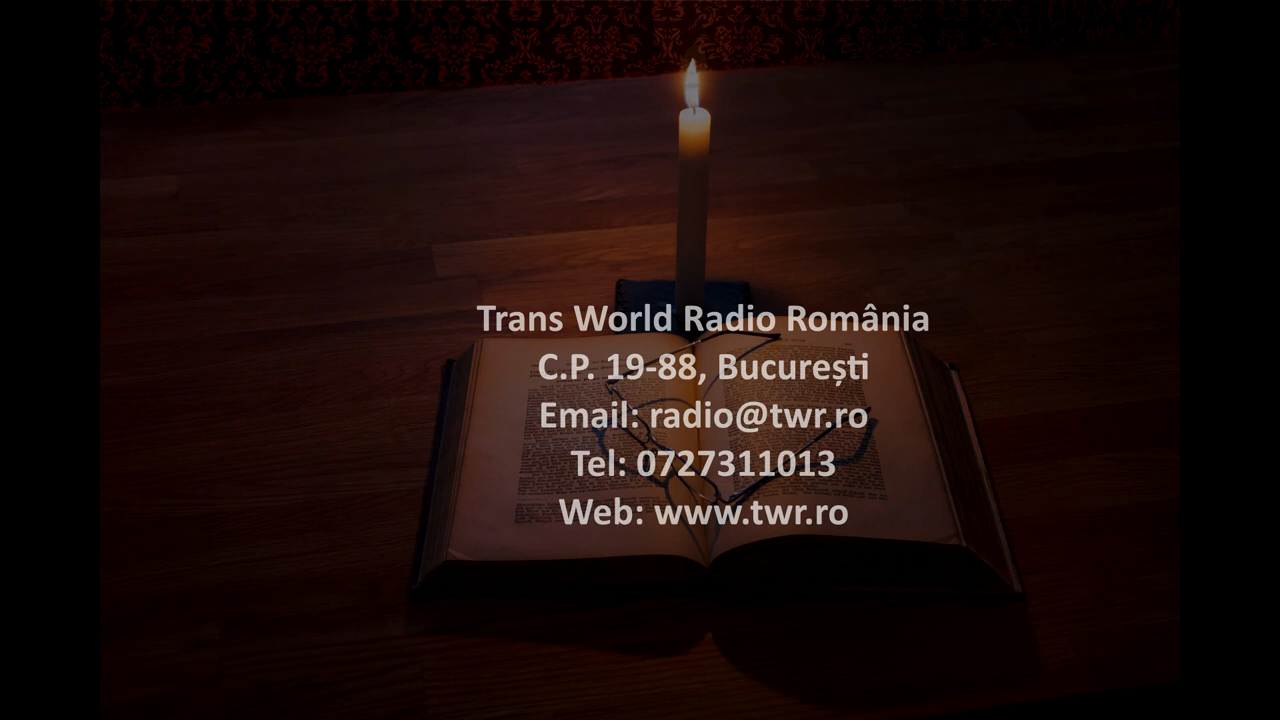 Trans World Radio România
C.P. 19-88, București
Email: radio@twr.ro
Tel: 0727311013
Web: www.twr.ro